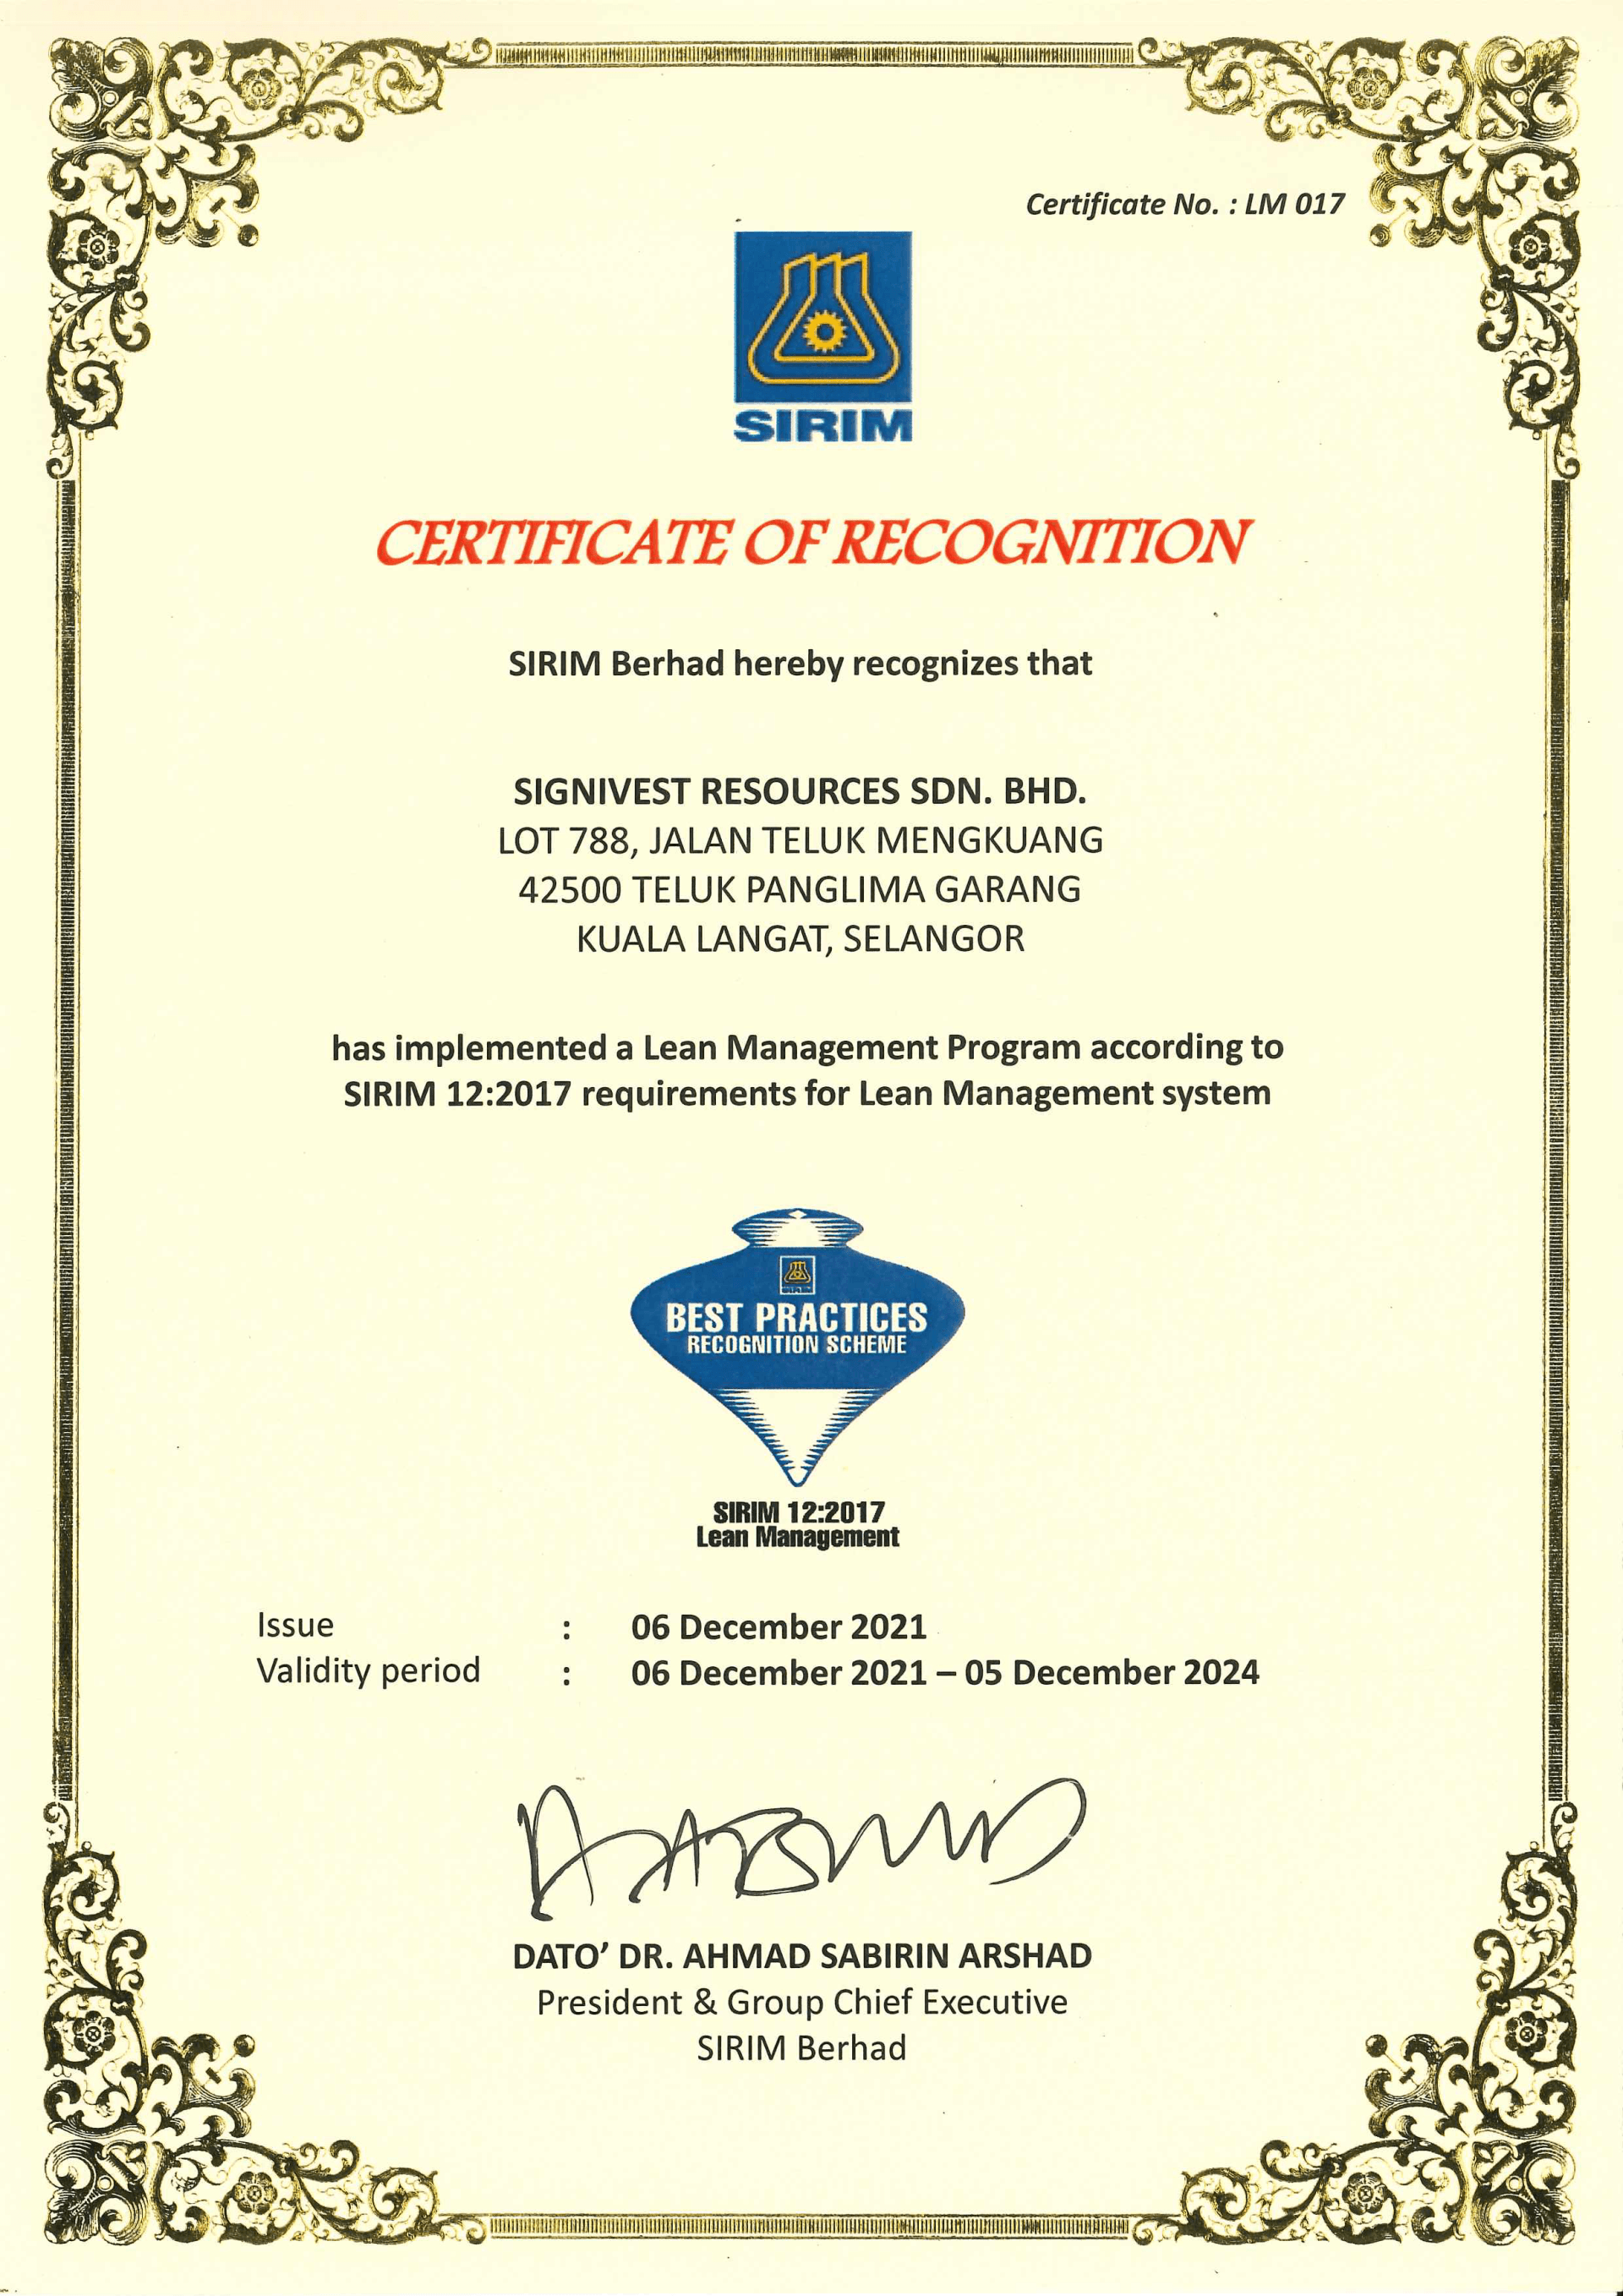 Certificate No. : LM 017
SIRIM
CERTIFICATE OF RECOGNITION
SIRIM Berhad hereby recognizes that
SIGNIVEST RESOURCES SDN. BHD.
LOT 788, JALAN TELUK MENGKUANG
42500 TELUK PANGLIMA GARANG
KUALA LANGAT, SELANGOR
has implemented a Lean Management Program according to
SIRIM 12:2017 requirements for Lean Management system
BEST PRACTICES
RECOGNITION SCHEME
SIRIM 12:2017
Lean Management
Issue : 06 December 2021
Validity period : 06 December 2021 – 05 December 2024
DATO’ DR. AHMAD SABIRIN ARSHAD
President & Group Chief Executive
SIRIM Berhad